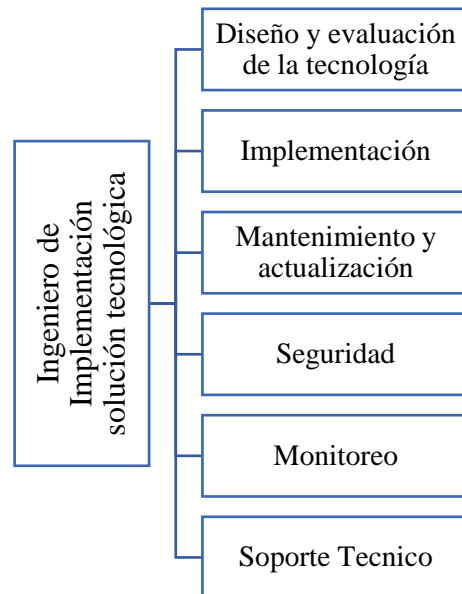 Ingeniero de
Implementación
solución tecnológica
Diseño y evaluación
de la tecnología
Implementación
Mantenimiento y
actualización
Seguridad
Monitoreo
Soporte Tecnico